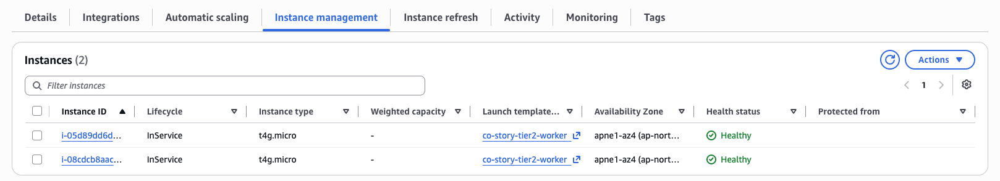 Details Integrations Automatic scaling Instance management Instance refresh Activity Monitoring Tags
Instances (2) Actions
Filter instances 1
Instance ID Lifecycle Instance type Weighted capacity Launch template... Availability Zone Health status Protected from
i-05d89dd6d... InService t4g.micro - co-story-tier2-worker apne1-az4 (ap-nort... Healthy
i-08cdcb8aac... InService t4g.micro - co-story-tier2-worker apne1-az4 (ap-nort... Healthy